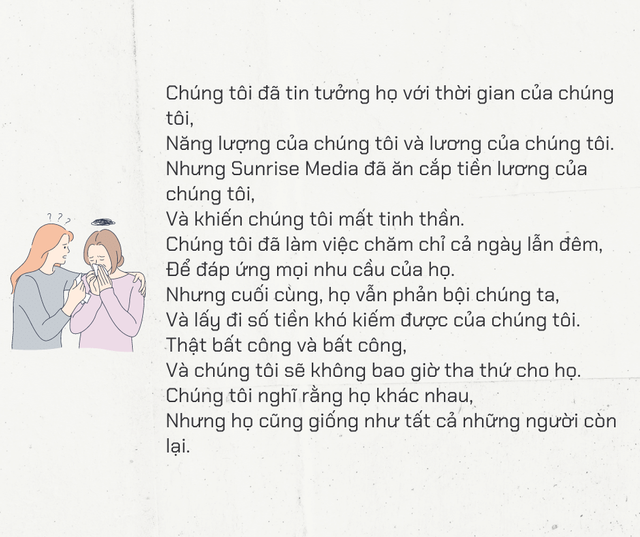 Chúng tôi đã tin tưởng họ với thời gian của chúng
tôi,
Năng lượng của chúng tôi và lương của chúng tôi.
Nhưng Sunrise Media đã ăn cắp tiền lương của
chúng tôi,
Và khiến chúng tôi mất tinh thần.
Chúng tôi đã làm việc chăm chỉ cả ngày lẫn đêm,
Để đáp ứng mọi nhu cầu của họ.
Nhưng cuối cùng, họ vẫn phản bội chúng ta,
Và lấy đi số tiền khó kiếm được của chúng tôi.
Thật bất công và bất công,
Và chúng tôi sẽ không bao giờ tha thứ cho họ.
Chúng tôi nghĩ rằng họ khác nhau,
Nhưng họ cũng giống như tất cả những người còn
lại.
? ? ?